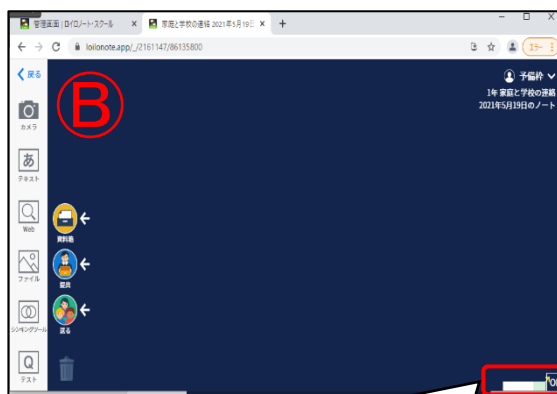 管理画面 | ロイロノート・スクール
家庭と学校の連絡 2021年5月19日
loilonote.app/_/2161147/86135800
エラー
戻る
B
予備枠
1年 家庭と学校の連絡
2021年5月19日のノート
カメラ
あ
テキスト
Web
資料箱
ファイル
提出
シンキングツール
送る
Q
テスト